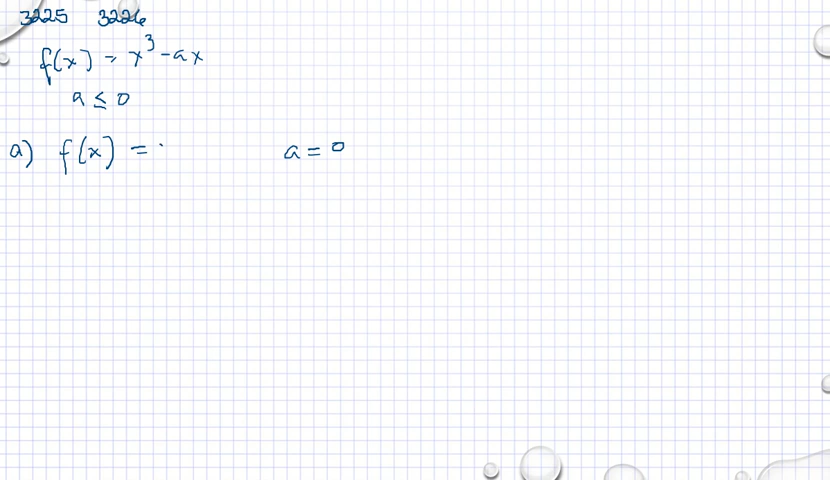 3225 3226
f(x) = x³ - ax
a ≤ 0
a) f(x) = a = 0